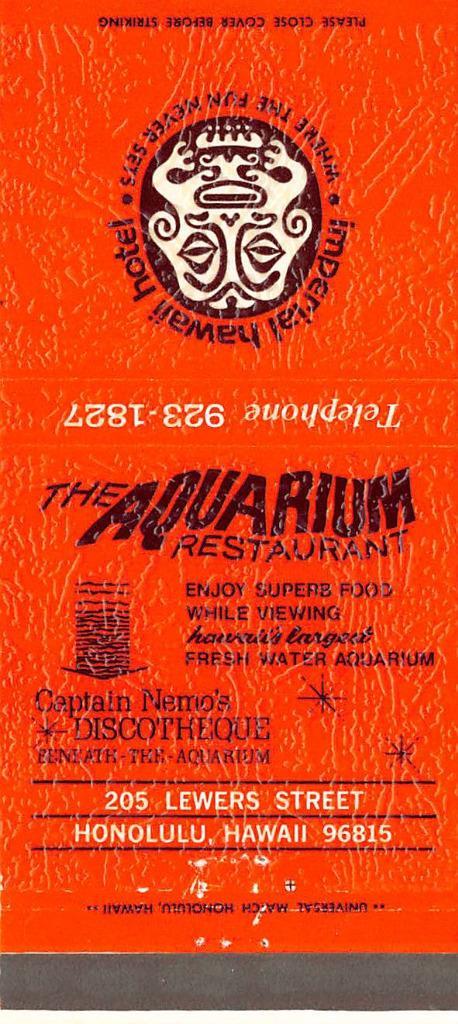 PLEASE CLOSE COVER BEFORE STRIKING
imperial hawaii hotel • WHERE THE FUN NEVER SETS •
Telephone 923-1827
THE AQUARIUM
RESTAURANT
ENJOY SUPERB FOOD
WHILE VIEWING
hawaii's largest
FRESH WATER AQUARIUM
Captain Nemo's
DISCOTHEQUE
BENEATH-THE-AQUARIUM
205 LEWERS STREET
HONOLULU, HAWAII 96815
** UNIVERSAL MATCH HONOLULU, HAWAII **